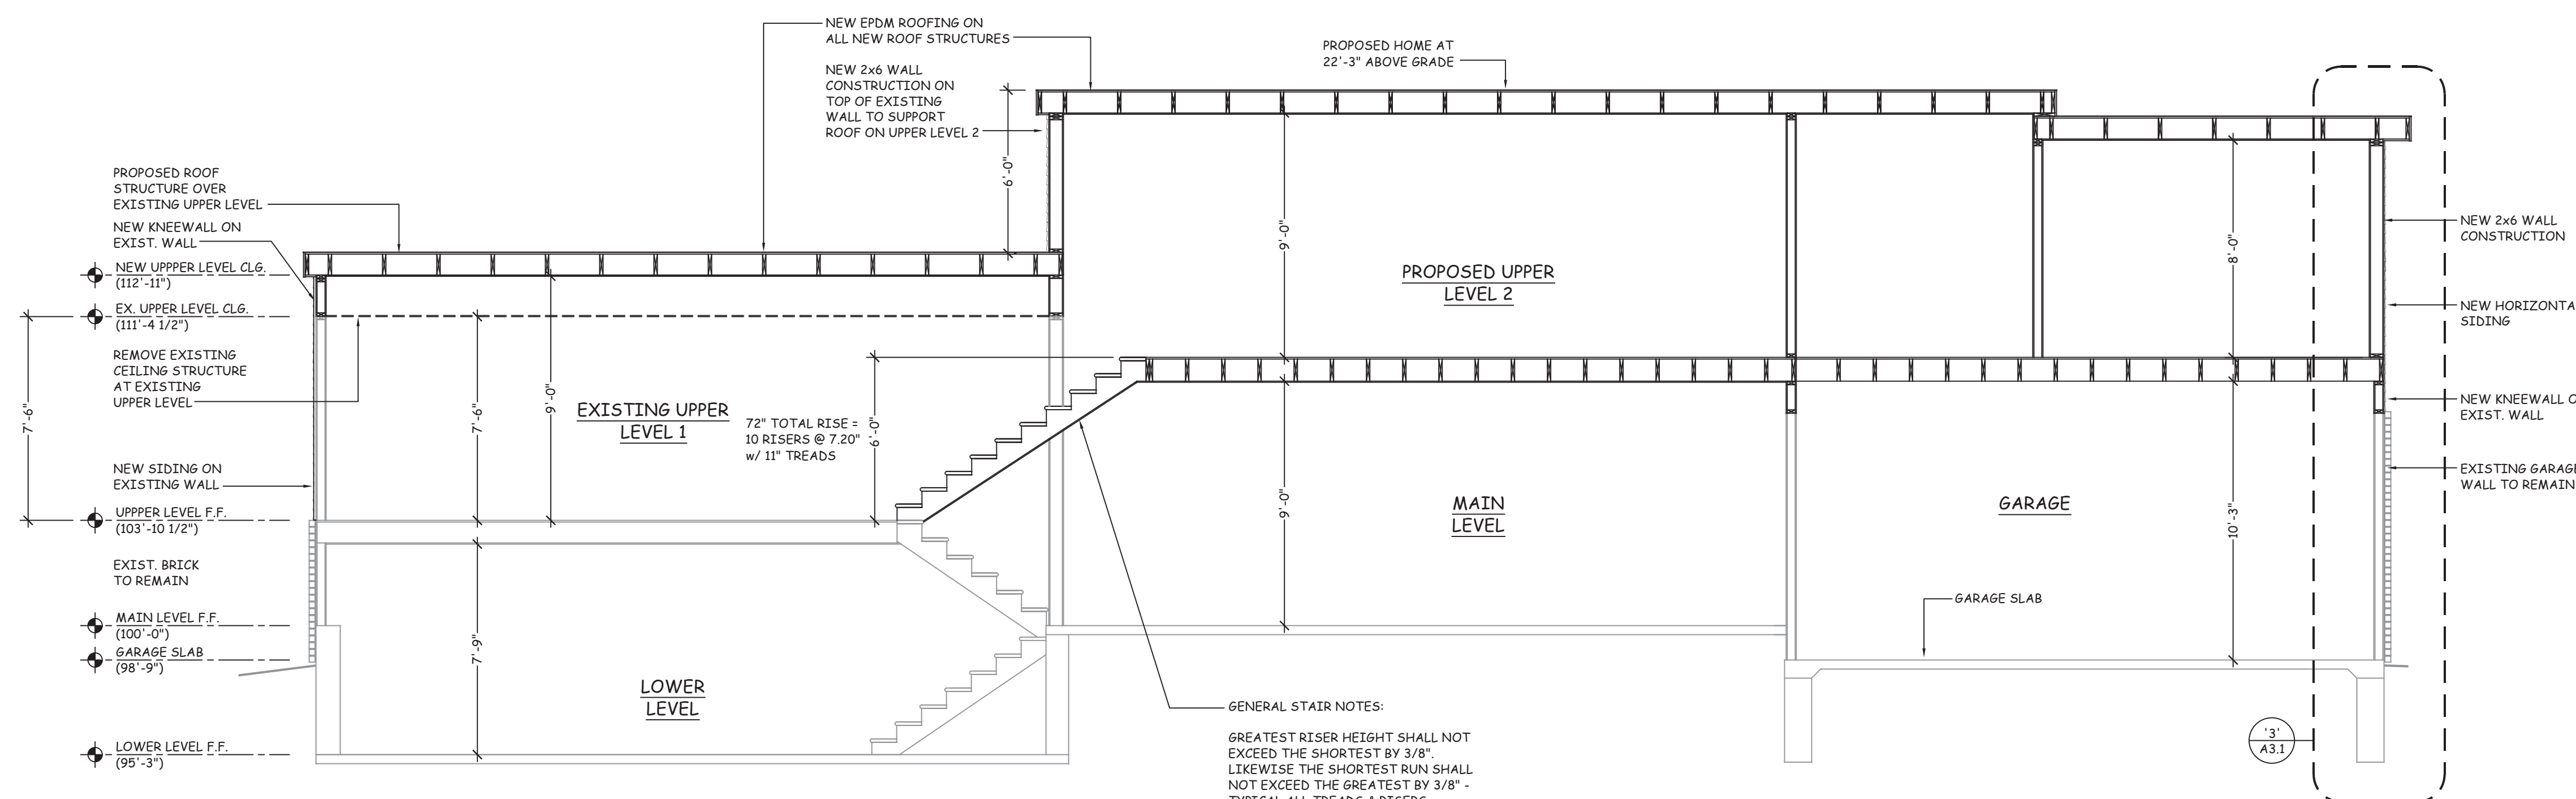 NEW EPDM ROOFING ON
ALL NEW ROOF STRUCTURES
NEW 2x6 WALL
CONSTRUCTION ON
TOP OF EXISTING
WALL TO SUPPORT
ROOF ON UPPER LEVEL 2
PROPOSED HOME AT
22'-3" ABOVE GRADE
PROPOSED ROOF
STRUCTURE OVER
EXISTING UPPER LEVEL
NEW KNEEWALL ON
EXIST. WALL
NEW UPPPER LEVEL CLG.
(112'-11")
EX. UPPER LEVEL CLG.
(111'-4 1/2")
REMOVE EXISTING
CEILING STRUCTURE
AT EXISTING
UPPER LEVEL
7'-6"
NEW SIDING ON
EXISTING WALL
UPPPER LEVEL F.F.
(103'-10 1/2")
EXIST. BRICK
TO REMAIN
MAIN LEVEL F.F.
(100'-0")
GARAGE SLAB
(98'-9")
LOWER LEVEL F.F.
(95'-3")
7'-6"
9'-0"
EXISTING UPPER
LEVEL 1
72" TOTAL RISE =
10 RISERS @ 7.20"
w/ 11" TREADS
6'-0"
6'-0"
7'-9"
LOWER
LEVEL
9'-0"
PROPOSED UPPER
LEVEL 2
9'-0"
MAIN
LEVEL
GARAGE
8'-0"
10'-3"
GARAGE SLAB
GENERAL STAIR NOTES:
GREATEST RISER HEIGHT SHALL NOT
EXCEED THE SHORTEST BY 3/8".
LIKEWISE THE SHORTEST RUN SHALL
NOT EXCEED THE GREATEST BY 3/8" -
TYPICAL ALL TREADS & RISERS
NEW 2x6 WALL
CONSTRUCTION
NEW HORIZONTA
SIDING
NEW KNEEWALL O
EXIST. WALL
EXISTING GARAGE
WALL TO REMAIN
'3'
A3.1